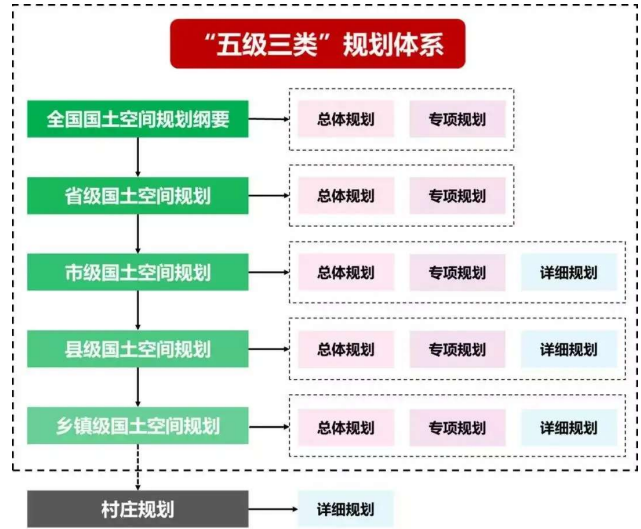 “五级三类”规划体系
全国国土空间规划纲要 总体规划 专项规划
省级国土空间规划 总体规划 专项规划
市级国土空间规划 总体规划 专项规划 详细规划
县级国土空间规划 总体规划 专项规划 详细规划
乡镇级国土空间规划 总体规划 专项规划 详细规划
村庄规划 详细规划